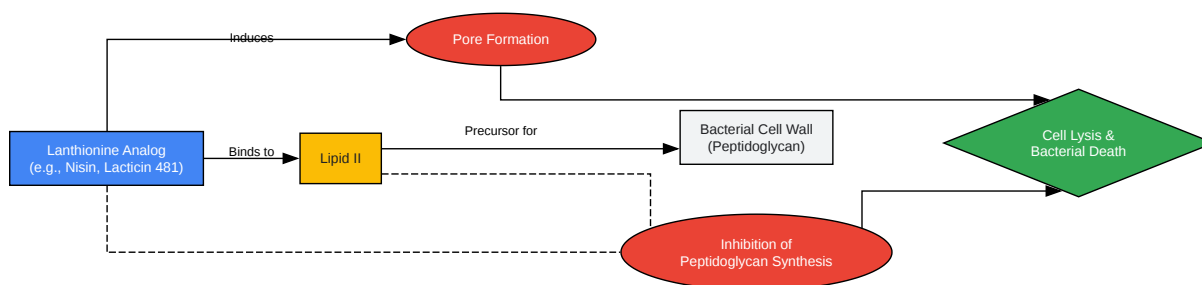 Induces
Pore Formation
Lanthionine Analog
(e.g., Nisin, Lacticin 481)
Binds to
Lipid II
Precursor for
Bacterial Cell Wall
(Peptidoglycan)
Cell Lysis &
Bacterial Death
Inhibition of
Peptidoglycan Synthesis